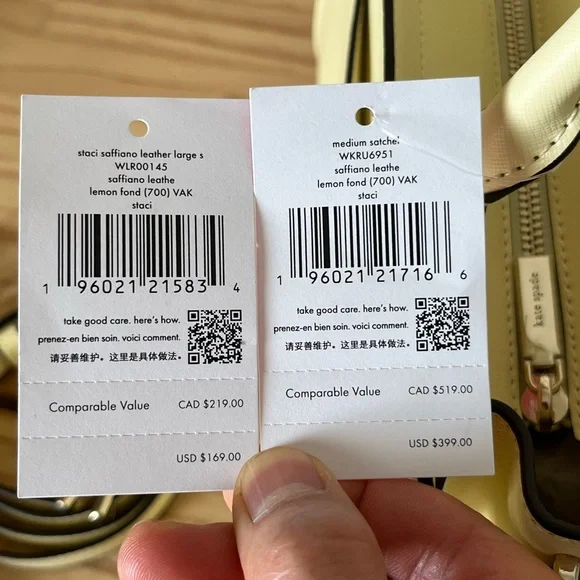 staci saffiano leather large s
WLR00145
saffiano leathe
lemon fond (700) VAK
staci
1 96021 21583 4
take good care. here's how.
prenez-en bien soin. voici comment.
请妥善维护。这里是具体做法。
Comparable Value CAD $219.00
USD $169.00
medium satchel
WKRU6951
saffiano leathe
lemon fond (700) VAK
staci
1 96021 21716 6
take good care. here's how.
prenez-en bien soin. voici comment.
请妥善维护。这里是具体做法。
Comparable Value CAD $519.00
USD $399.00
kate spade